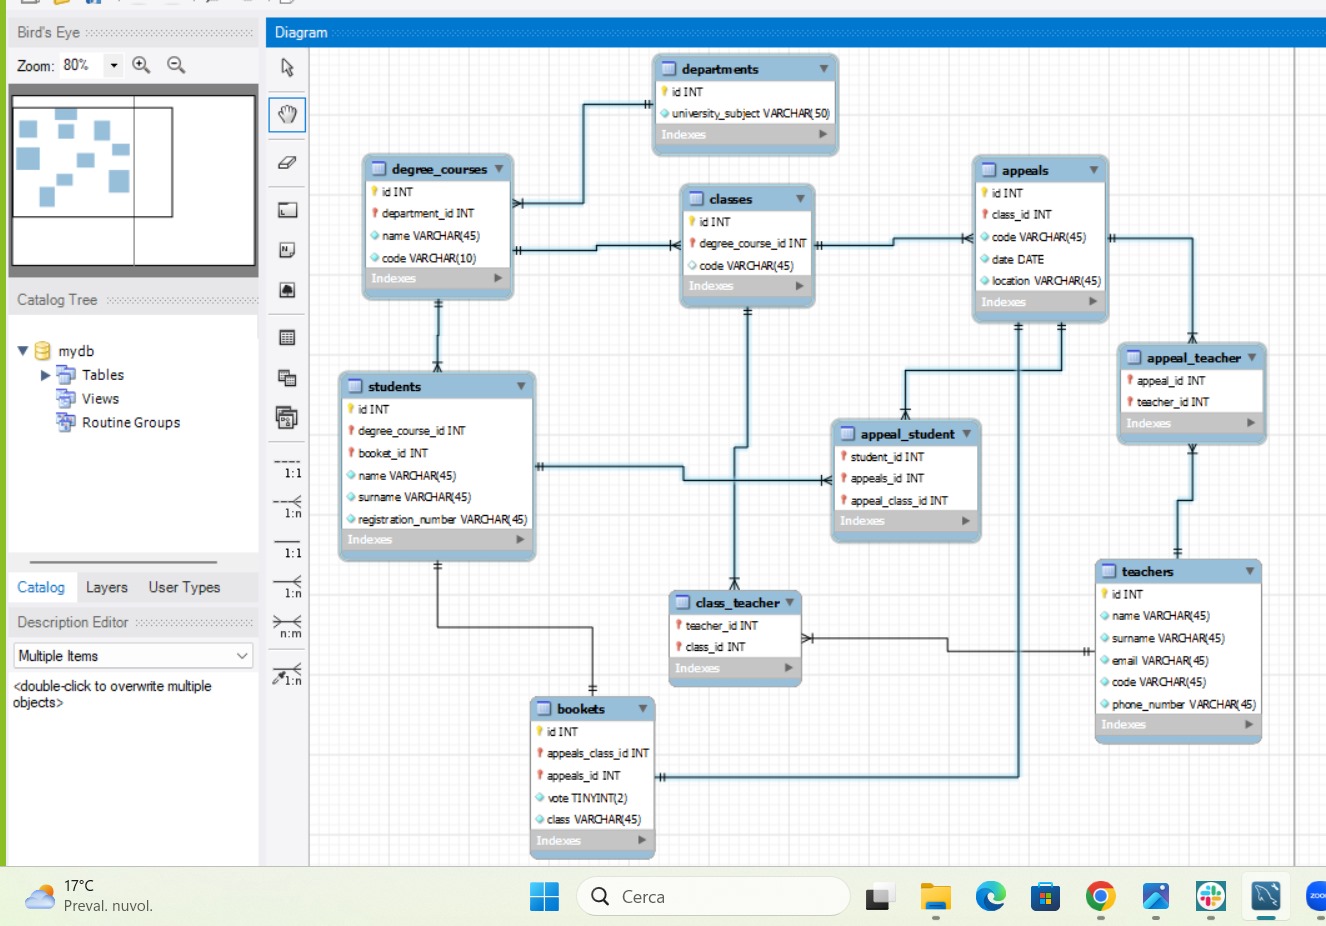 Bird's Eye
Zoom: 80%
Catalog Tree
mydb
Tables
Views
Routine Groups
Catalog
Layers
User Types
Description Editor
Multiple Items
<double-click to overwrite multiple
objects>
Diagram
1:1
1:n
1:1
1:n
n:m
1:n
departments
id INT
university_subject VARCHAR(50)
Indexes
degree_courses
id INT
department_id INT
name VARCHAR(45)
code VARCHAR(10)
Indexes
classes
id INT
degree_course_id INT
code VARCHAR(45)
Indexes
appeals
id INT
class_id INT
code VARCHAR(45)
date DATE
location VARCHAR(45)
Indexes
students
id INT
degree_course_id INT
booket_id INT
name VARCHAR(45)
surname VARCHAR(45)
registration_number VARCHAR(45)
Indexes
appeal_student
student_id INT
appeals_id INT
appeal_class_id INT
Indexes
appeal_teacher
appeal_id INT
teacher_id INT
Indexes
class_teacher
teacher_id INT
class_id INT
Indexes
teachers
id INT
name VARCHAR(45)
surname VARCHAR(45)
email VARCHAR(45)
code VARCHAR(45)
phone_number VARCHAR(45)
Indexes
bookets
id INT
appeals_class_id INT
appeals_id INT
vote TINYINT(2)
class VARCHAR(45)
Indexes
17°C
Preval. nuvol.
Cerca